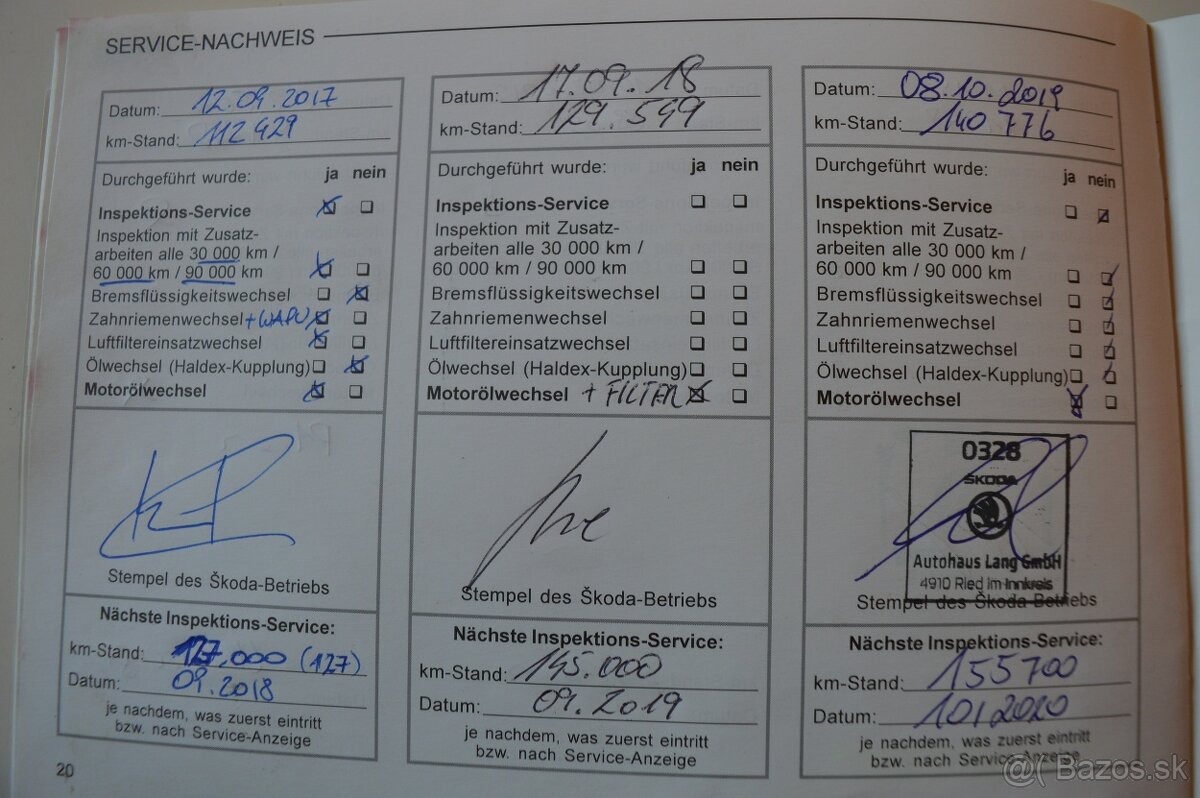 SERVICE-NACHWEIS
Datum: 12.09.2017
km-Stand: 112 429
Durchgeführt wurde: ja nein
Inspektions-Service
Inspektion mit Zusatz-
arbeiten alle 30 000 km /
60 000 km / 90 000 km
Bremsflüssigkeitswechsel
Zahnriemenwechsel + WAPU
Luftfiltereinsatzwechsel
Ölwechsel (Haldex-Kupplung)
Motorölwechsel
Stempel des Škoda-Betriebs
Nächste Inspektions-Service:
km-Stand: 127.000 (127)
Datum: 09.2018
je nachdem, was zuerst eintritt
bzw. nach Service-Anzeige
20
Datum: 17.09.18
km-Stand: 129.549
Durchgeführt wurde: ja nein
Inspektions-Service
Inspektion mit Zusatz-
arbeiten alle 30 000 km /
60 000 km / 90 000 km
Bremsflüssigkeitswechsel
Zahnriemenwechsel
Luftfiltereinsatzwechsel
Ölwechsel (Haldex-Kupplung)
Motorölwechsel + FILTER
Stempel des Škoda-Betriebs
Nächste Inspektions-Service:
km-Stand: 145.000
Datum: 09.2019
je nachdem, was zuerst eintritt
bzw. nach Service-Anzeige
Datum: 08.10.2019
km-Stand: 140 776
Durchgeführt wurde: ja nein
Inspektions-Service
Inspektion mit Zusatz-
arbeiten alle 30 000 km /
60 000 km / 90 000 km
Bremsflüssigkeitswechsel
Zahnriemenwechsel
Luftfiltereinsatzwechsel
Ölwechsel (Haldex-Kupplung)
Motorölwechsel
0328
SKODA
Autohaus Lang GmbH
4910 Ried im Innkreis
Stempel des Škoda-Betriebs
Nächste Inspektions-Service:
km-Stand: 155700
Datum: 10/2020
je nachdem, was zuerst eintritt
bzw. nach Service-Anzeige
Bazos.sk